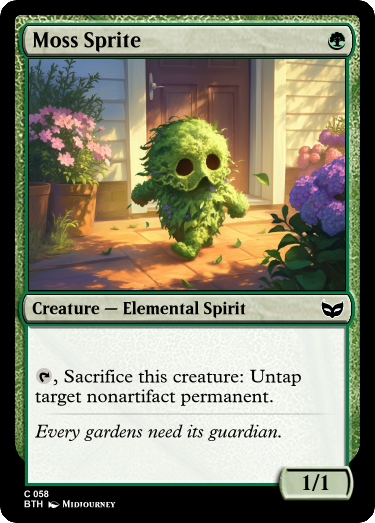 Moss Sprite
Creature — Elemental Spirit
, Sacrifice this creature: Untap
target nonartifact permanent.
Every gardens need its guardian.
1/1
C 058
BTH Midjourney